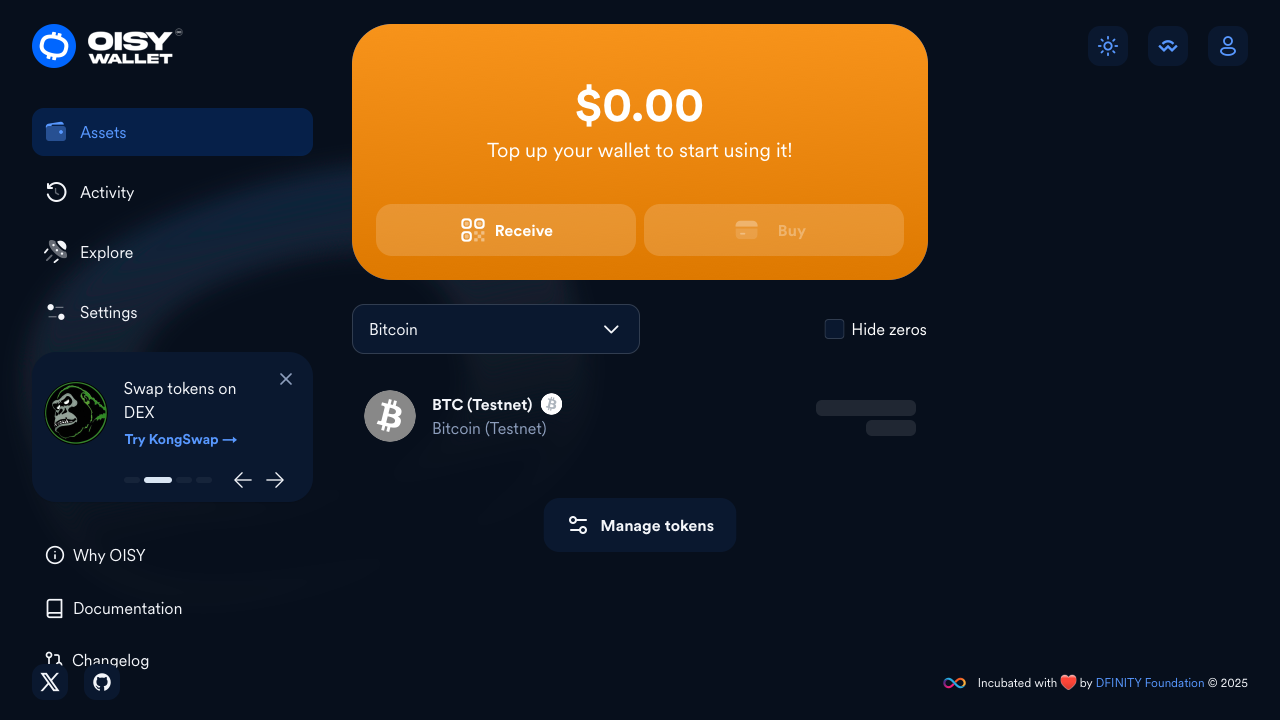 OISY
WALLET
Assets
Activity
Explore
Settings
Swap tokens on
DEX
Try KongSwap →
Why OISY
Documentation
Changelog
$0.00
Top up your wallet to start using it!
Receive
Buy
Bitcoin
Hide zeros
BTC (Testnet)
Bitcoin (Testnet)
Manage tokens
Incubated with ❤️ by DFINITY Foundation © 2025